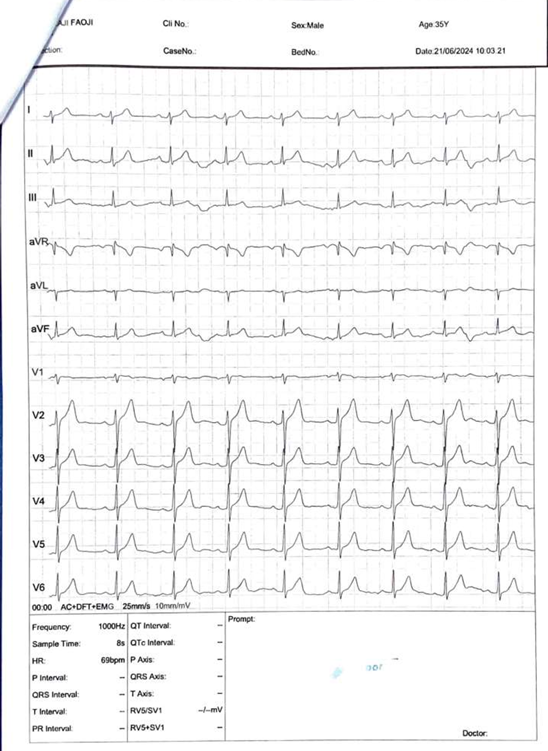 FAOJI Cli No.: Sex:Male Age:35Y
CaseNo.: BedNo.: Date:21/06/2024 10:03:21
I
II
III
aVR
aVL
aVF
V1
V2
V3
V4
V5
V6
00:00 AC+DFT+EMG 25mm/s 10mm/mV
Frequency: 1000Hz QT Interval: -- Prompt:
Sample Time: 8s QTc Interval: --
HR: 69bpm P Axis: --
P Interval: -- QRS Axis: --
QRS Interval: -- T Axis: --
T Interval: -- RV5/SV1 --/--mV
PR Interval: -- RV5+SV1 --
Doctor: